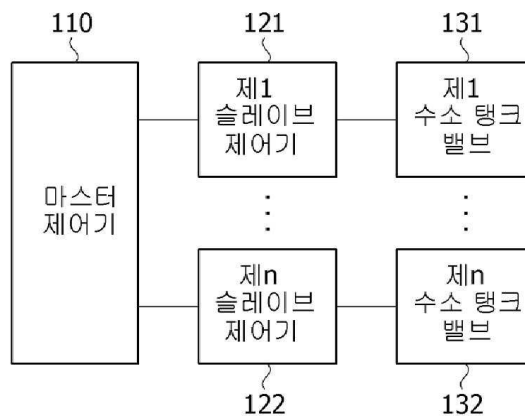 110
121
131
마스터
제어기
제1
슬레이브
제어기
제1
수소 탱크
밸브
제n
슬레이브
제어기
제n
수소 탱크
밸브
122
132